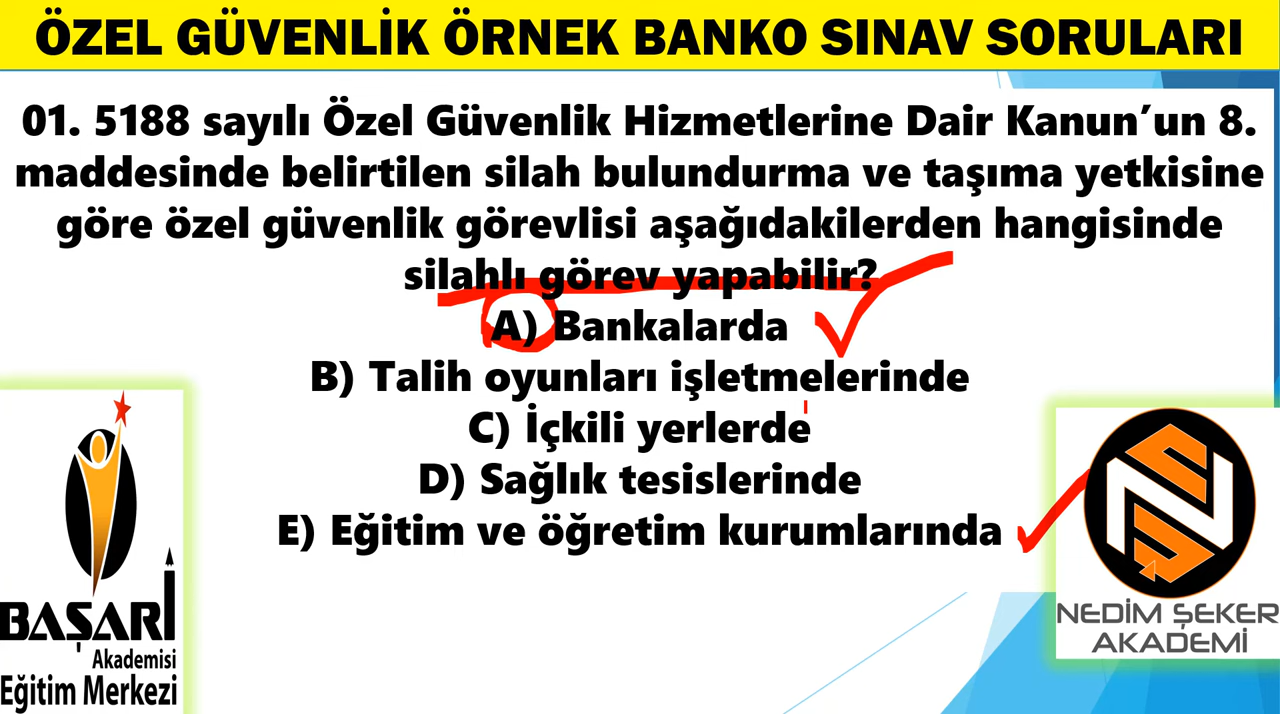 ÖZEL GÜVENLİK ÖRNEK BANKO SINAV SORULARI
01. 5188 sayılı Özel Güvenlik Hizmetlerine Dair Kanun’un 8.
maddesinde belirtilen silah bulundurma ve taşıma yetkisine
göre özel güvenlik görevlisi aşağıdakilerden hangisinde
silahlı görev yapabilir?
A) Bankalarda
B) Talih oyunları işletmelerinde
C) İçkili yerlerde
D) Sağlık tesislerinde
E) Eğitim ve öğretim kurumlarında
BAŞARI
Akademisi
Eğitim Merkezi
NEDİM ŞEKER
AKADEMİ